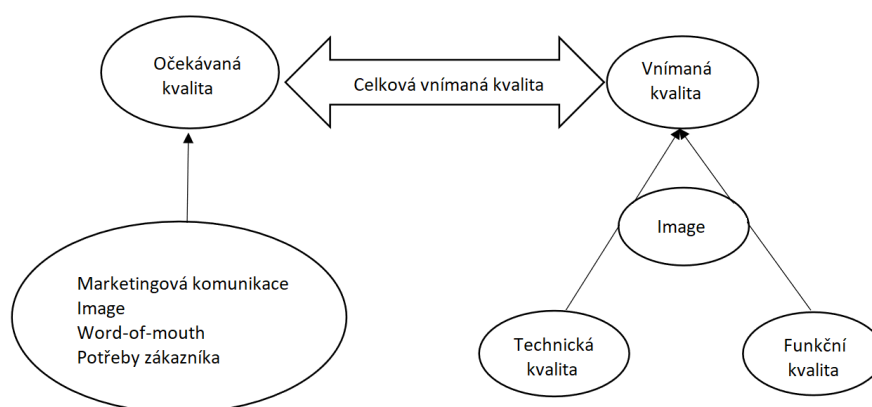 Očekávaná
kvalita
Celková vnímaná kvalita
Vnímaná
kvalita
Image
Marketingová komunikace
Image
Word-of-mouth
Potřeby zákazníka
Technická
kvalita
Funkční
kvalita